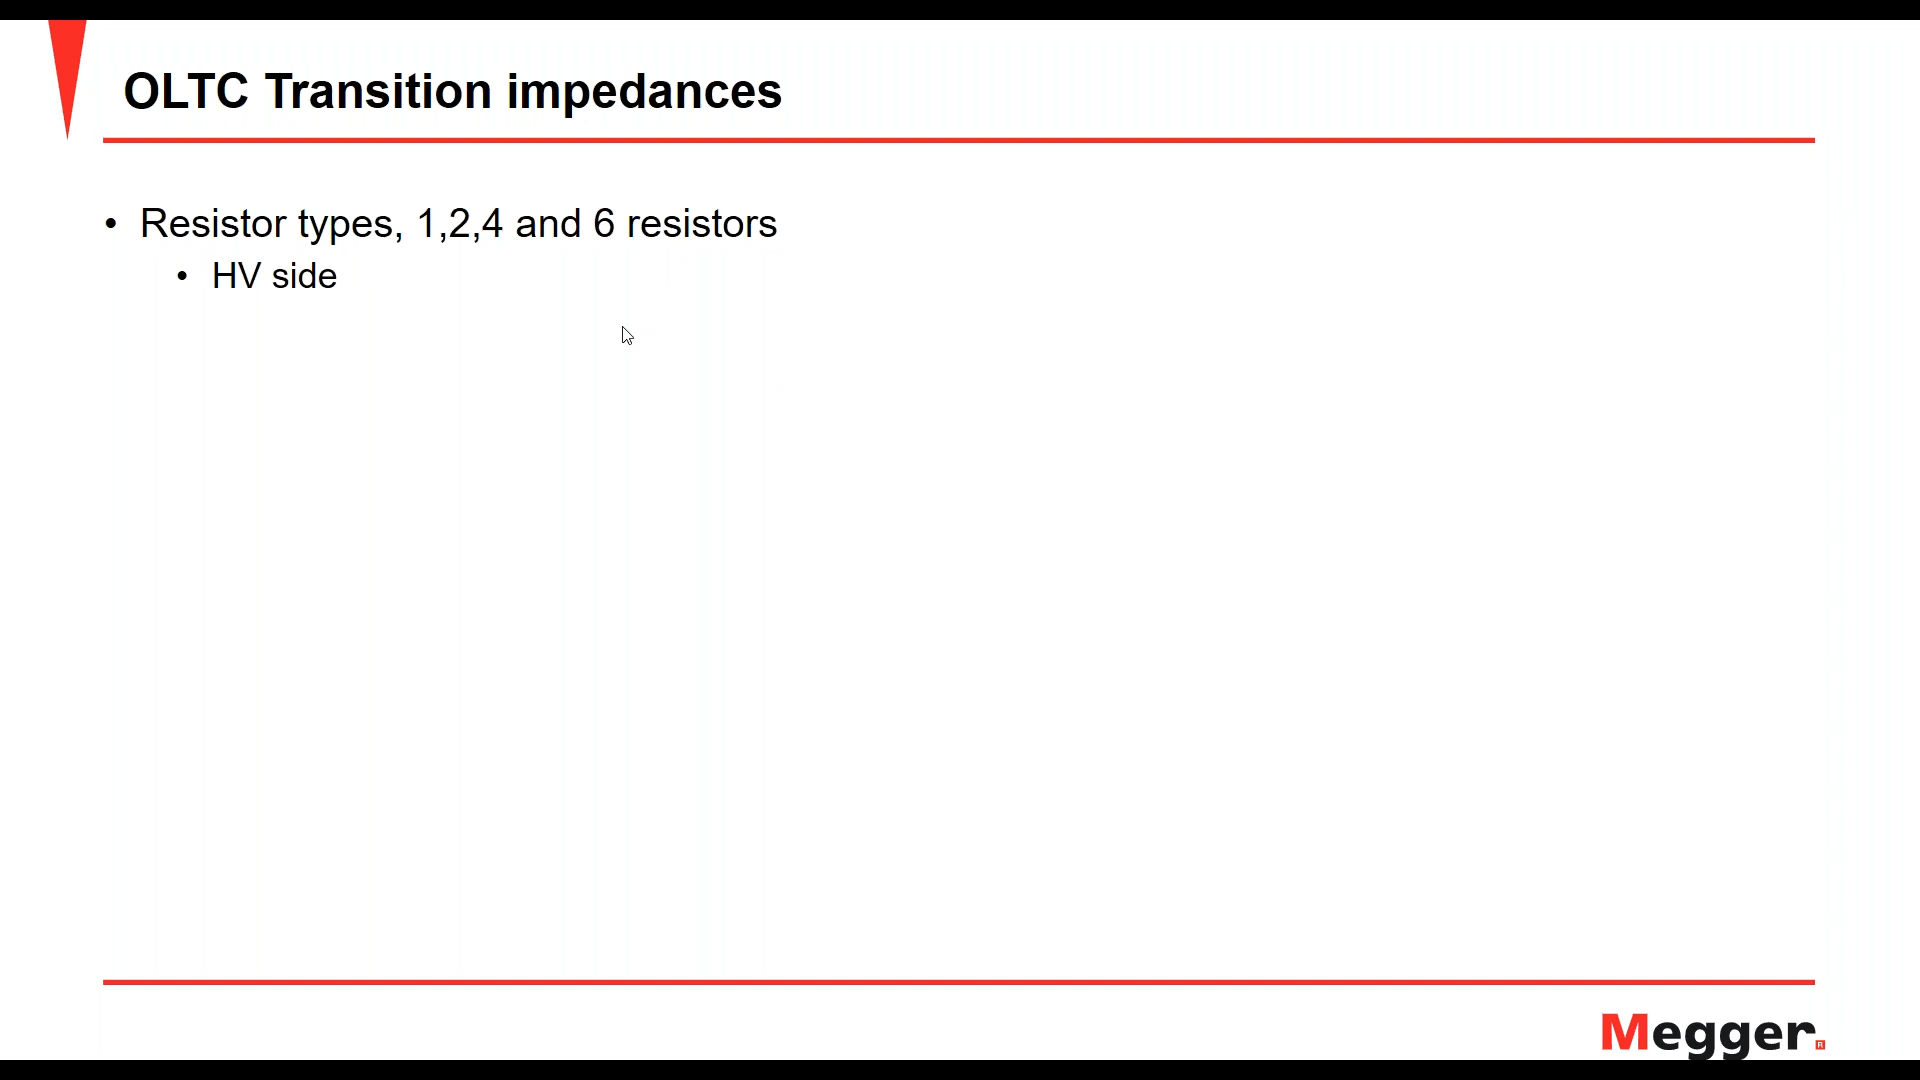 OLTC Transition impedances
• Resistor types, 1,2,4 and 6 resistors
• HV side
Megger.